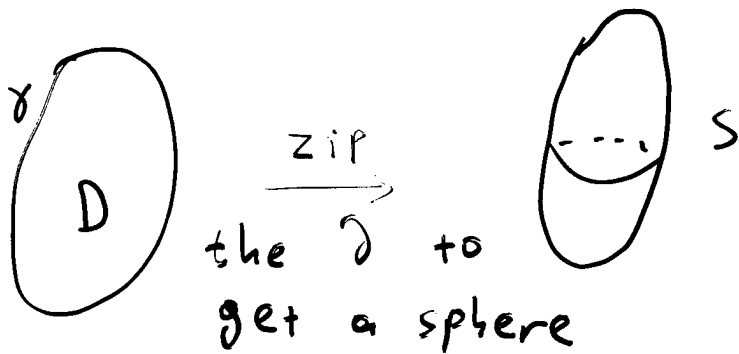 γ
D
zip
the ∂ to
get a sphere
S